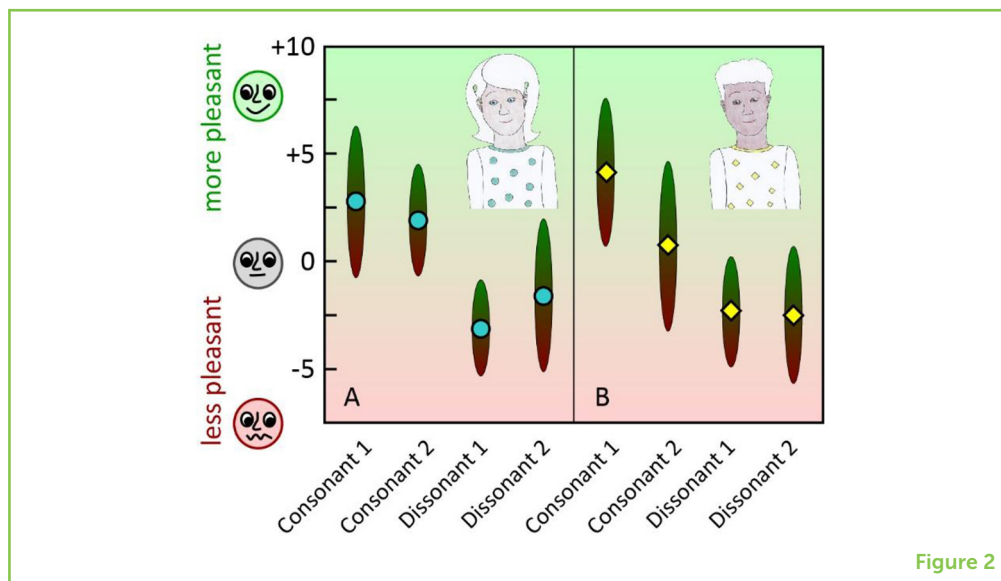 +10
+5
0
-5
more pleasant
less pleasant
A
B
Consonant 1
Consonant 2
Dissonant 1
Dissonant 2
Consonant 1
Consonant 2
Dissonant 1
Dissonant 2
Figure 2